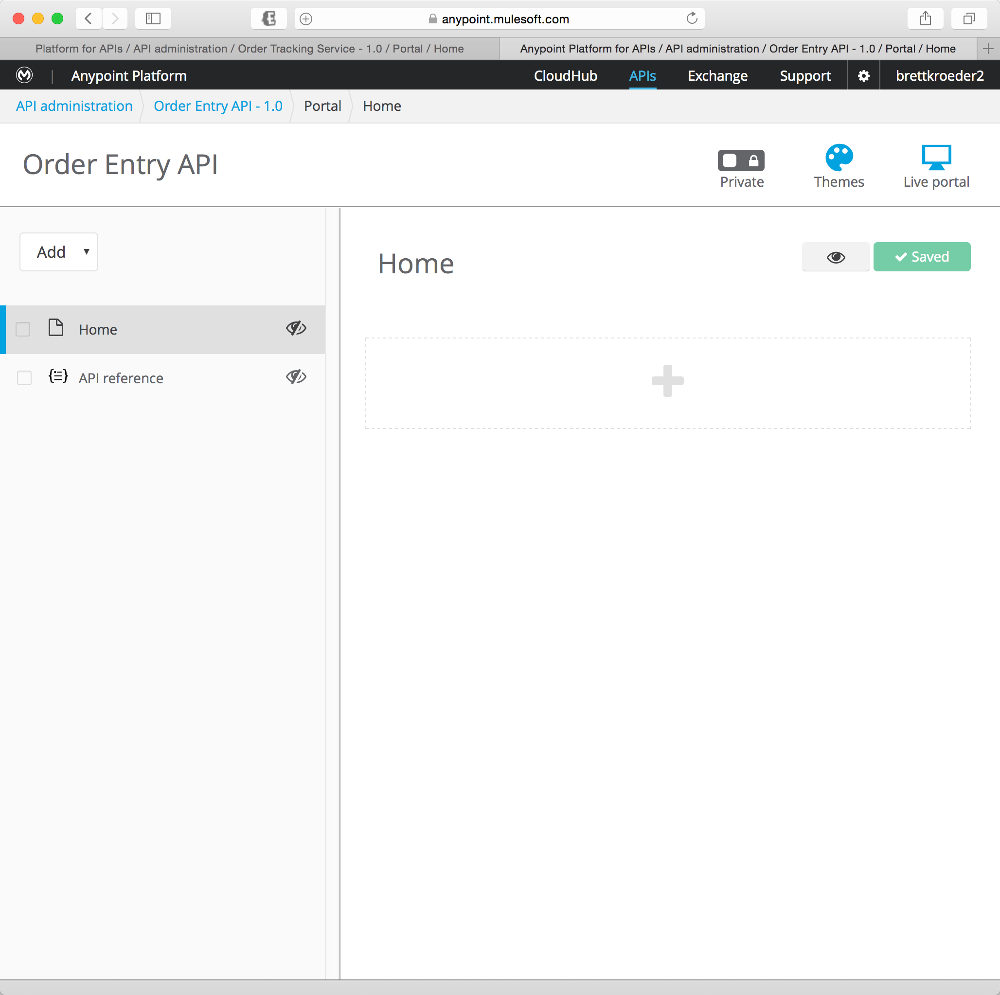 anypoint.mulesoft.com
Platform for APIs / API administration / Order Tracking Service - 1.0 / Portal / Home
Anypoint Platform for APIs / API administration / Order Entry API - 1.0 / Portal / Home
Anypoint Platform CloudHub APIs Exchange Support brettkroeder2
API administration Order Entry API - 1.0 Portal Home
Order Entry API
Private Themes Live portal
Add
Home
Saved
Home
API reference